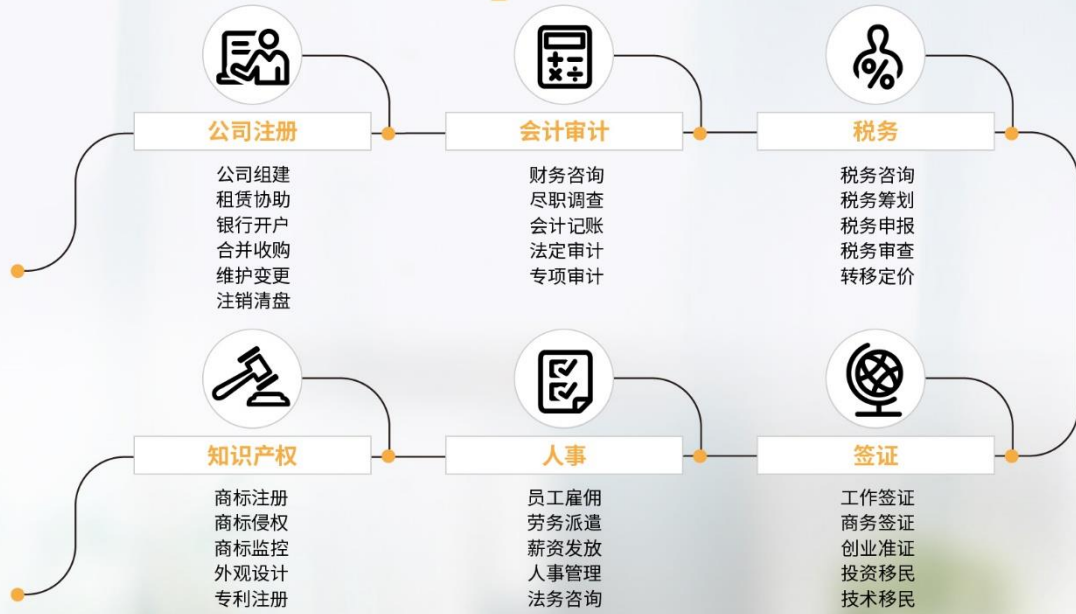 公司注册
公司组建
租赁协助
银行开户
合并收购
维护变更
注销清盘
会计审计
财务咨询
尽职调查
会计记账
法定审计
专项审计
税务
税务咨询
税务筹划
税务申报
税务审查
转移定价
知识产权
商标注册
商标侵权
商标监控
外观设计
专利注册
人事
员工雇佣
劳务派遣
薪资发放
人事管理
法务咨询
签证
工作签证
商务签证
创业准证
投资移民
技术移民